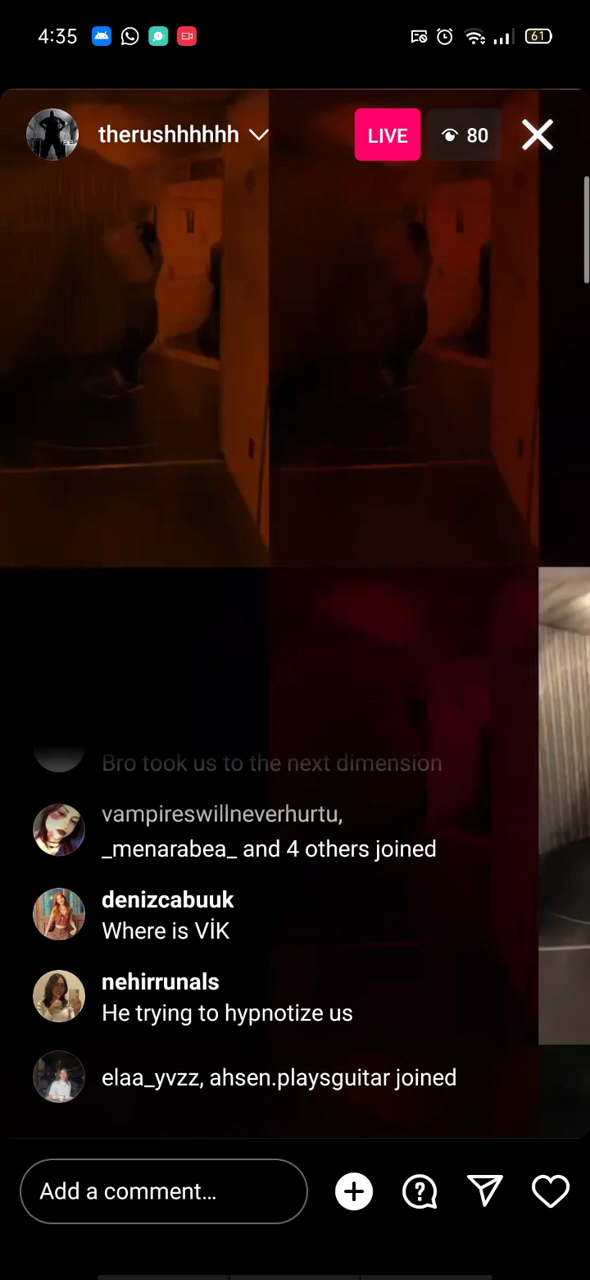 4:35
61
therushhhhhh
LIVE
80
Bro took us to the next dimension
vampireswillneverhurtu,
_menarabea_ and 4 others joined
denizcabuuk
Where is VİK
nehirrunals
He trying to hypnotize us
elaa_yvzz, ahsen.playsguitar joined
Add a comment…